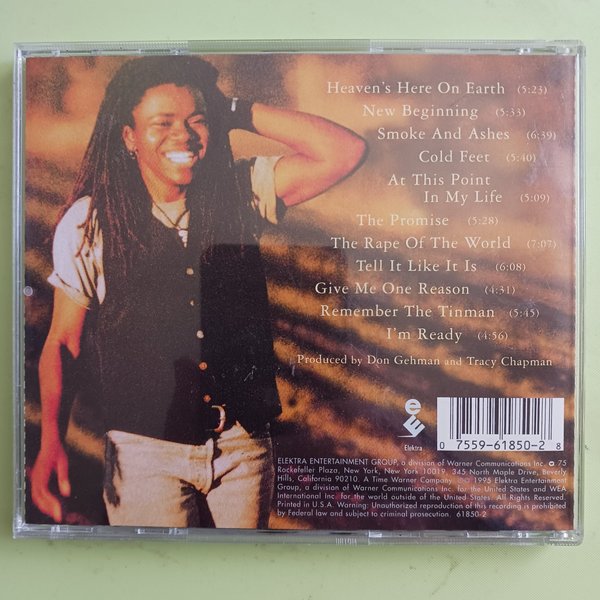 Heaven's Here On Earth (5:23)
New Beginning (5:33)
Smoke And Ashes (6:39)
Cold Feet (5:40)
At This Point
In My Life (5:09)
The Promise (5:28)
The Rape Of The World (7:07)
Tell It Like It Is (6:08)
Give Me One Reason (4:31)
Remember The Tinman (5:45)
I'm Ready (4:56)
Produced by Don Gehman and Tracy Chapman
Elektra
0 7559-61850-2 8
ELEKTRA ENTERTAINMENT GROUP, a division of Warner Communications Inc. 75
Rockefeller Plaza, New York, New York 10019. 345 North Maple Drive, Beverly
Hills, California 90210. A Time Warner Company. ℗© 1995 Elektra Entertainment
Group, a division of Warner Communications Inc. for the United States and WEA
International Inc. for the world outside of the United States. All Rights Reserved.
Printed in U.S.A. Warning: Unauthorized reproduction of this recording is prohibited
by Federal law and subject to criminal prosecution. 61850-2